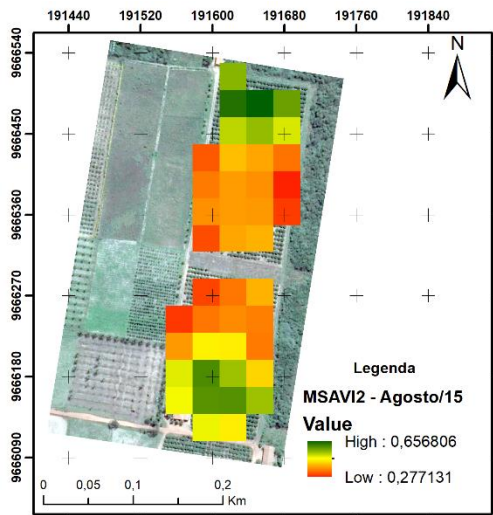 191440 191520 191600 191680 191760 191840
9666540
9666450
9666360
9666270
9666180
9666090
N
Legenda
MSAVI2 - Agosto/15
Value
High : 0,656806
Low : 0,277131
0 0,05 0,1 0,2
Km